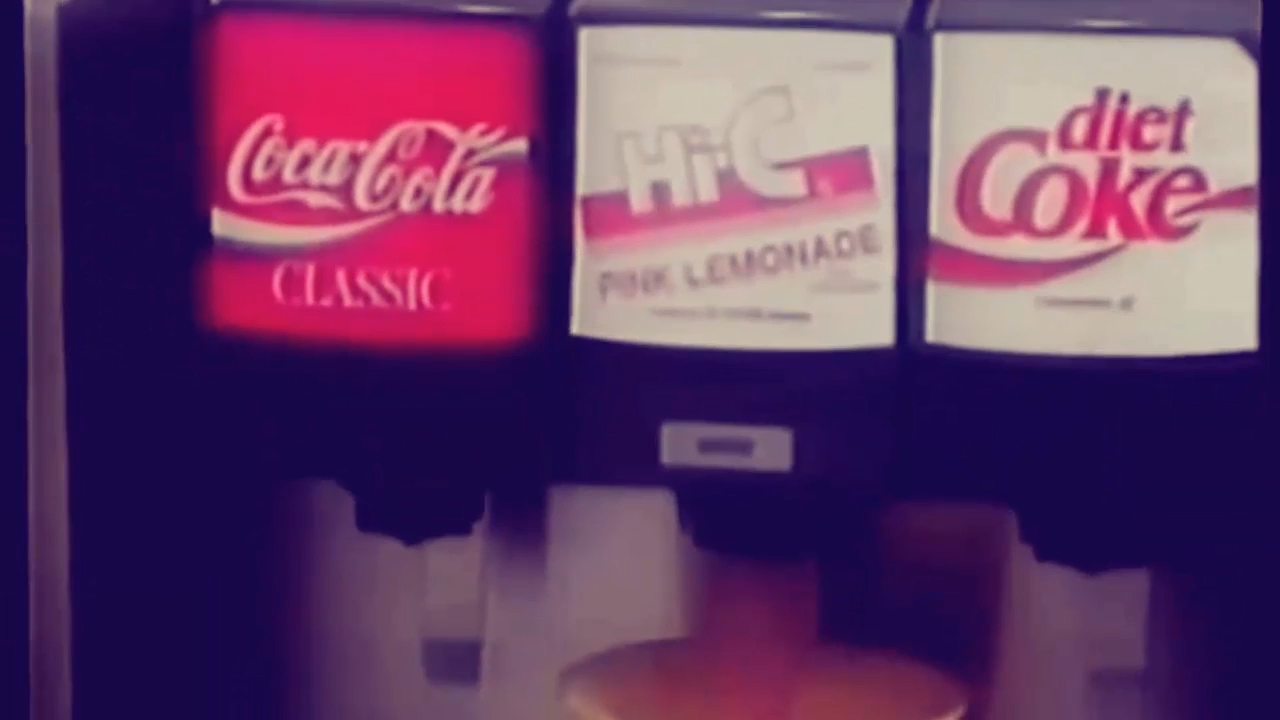 Coca-Cola
CLASSIC
Hi-C
PINK LEMONADE
diet
Coke